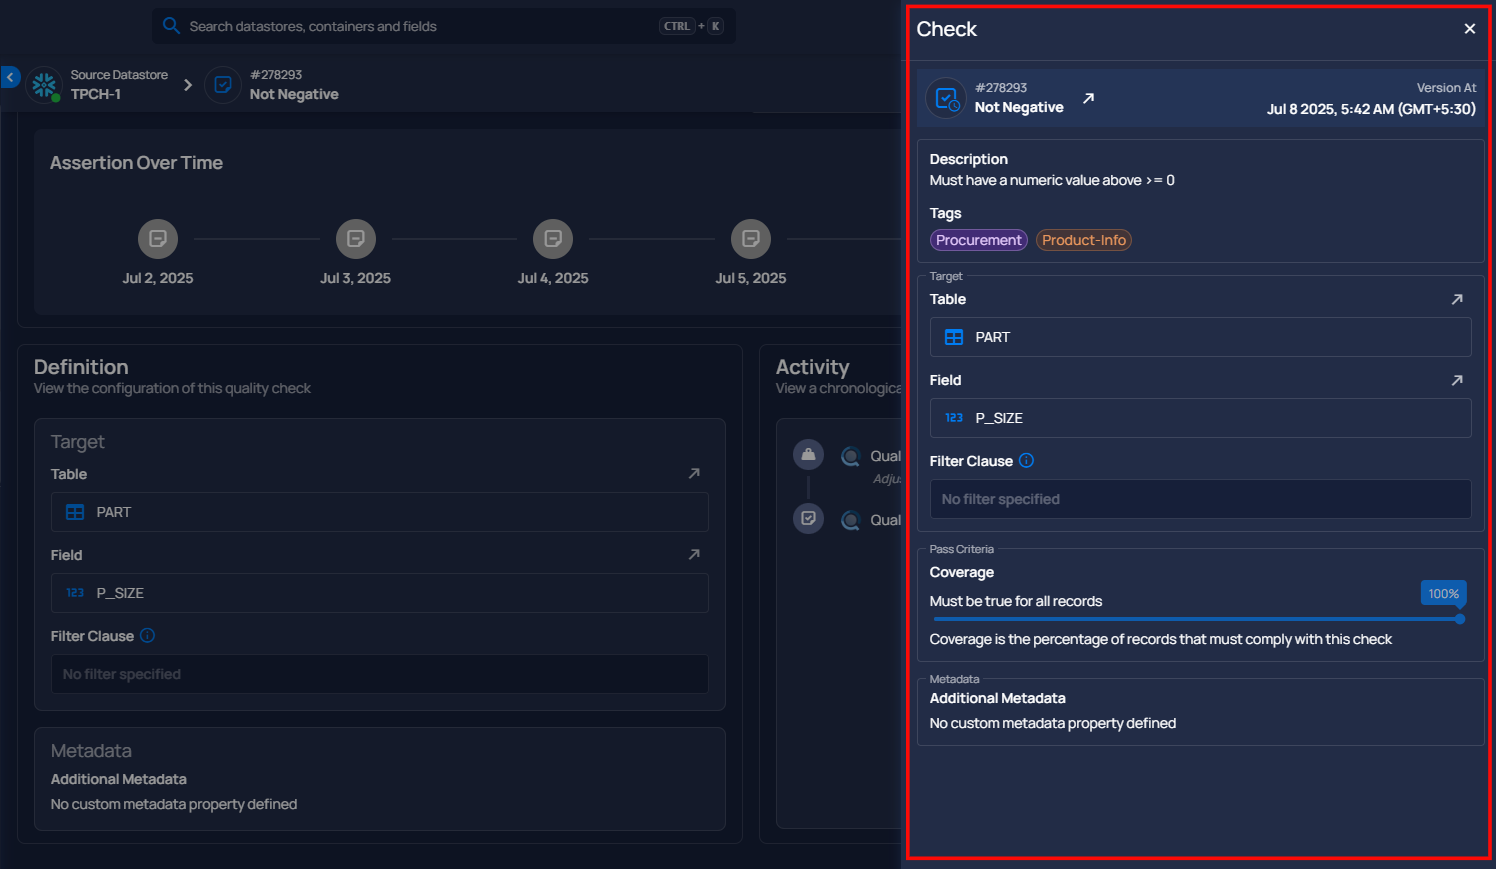 Search datastores, containers and fields
CTRL + K
Source Datastore
TPCH-1
#278293
Not Negative
Assertion Over Time
Jul 2, 2025
Jul 3, 2025
Jul 4, 2025
Jul 5, 2025
Definition
View the configuration of this quality check
Target
Table
PART
Field
123 P_SIZE
Filter Clause
No filter specified
Metadata
Additional Metadata
No custom metadata property defined
Activity
View a chronologica
Qual
Adjus
Qual
Check
#278293
Not Negative
Version At
Jul 8 2025, 5:42 AM (GMT+5:30)
Description
Must have a numeric value above >= 0
Tags
Procurement
Product-Info
Target
Table
PART
Field
123 P_SIZE
Filter Clause
No filter specified
Pass Criteria
Coverage
100%
Must be true for all records
Coverage is the percentage of records that must comply with this check
Metadata
Additional Metadata
No custom metadata property defined